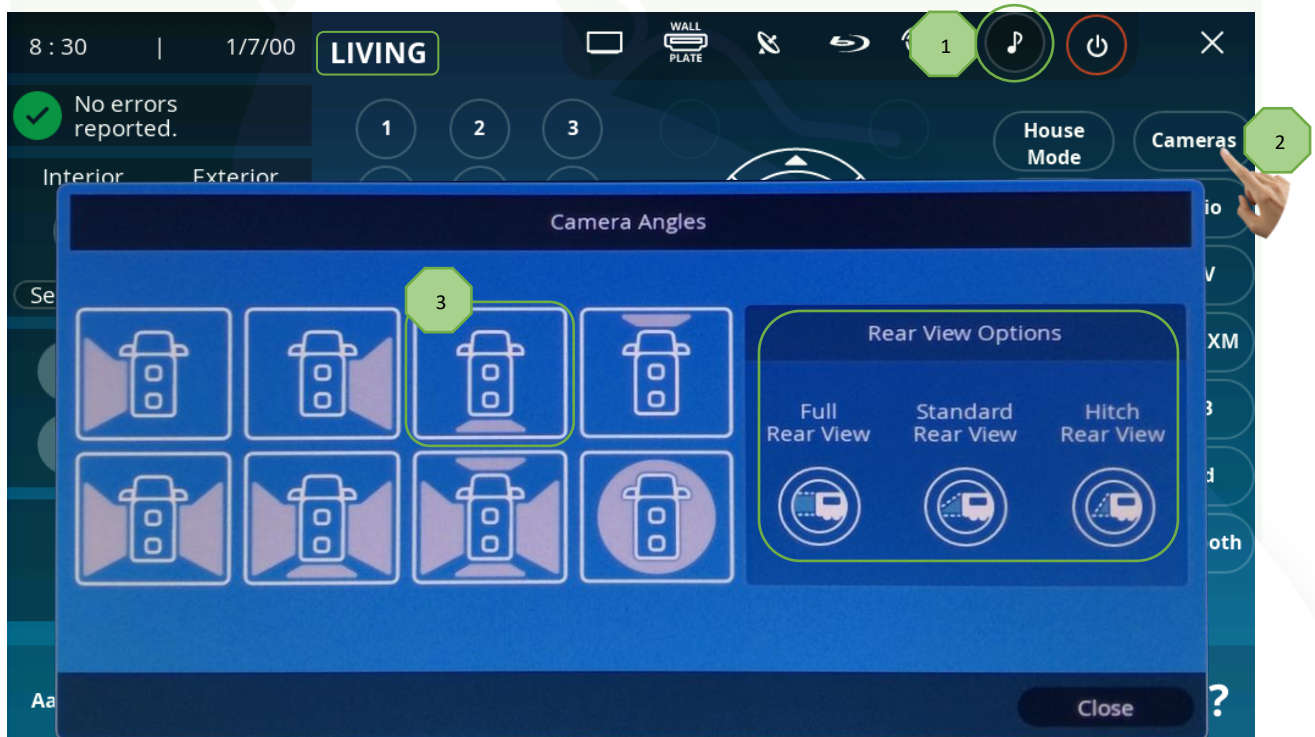 8 : 30 | 1/7/00
LIVING
WALL
PLATE
1
No errors
reported.
1 2 3
House
Mode
Cameras
2
Interior Exterior
Camera Angles
3
Rear View Options
XM
Full
Rear View
Standard
Rear View
Hitch
Rear View
Close
?